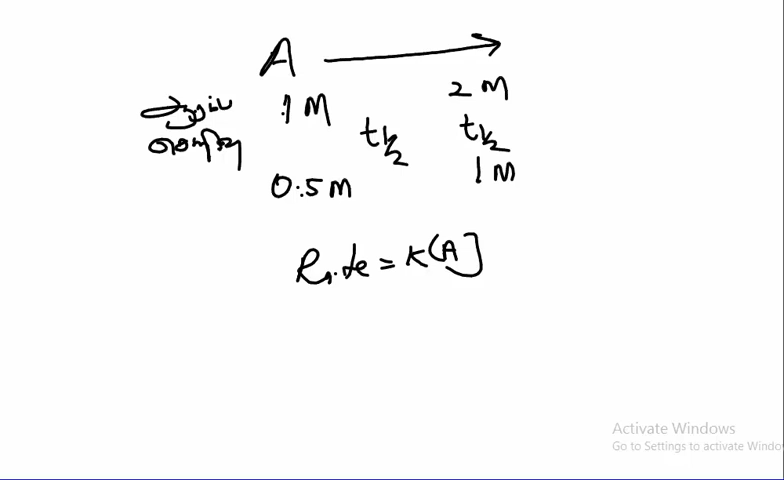 A
1 M
2 M
t½
t½
0.5 M
1 M
Rate = K[A]
Activate Windows
Go to Settings to activate Windo